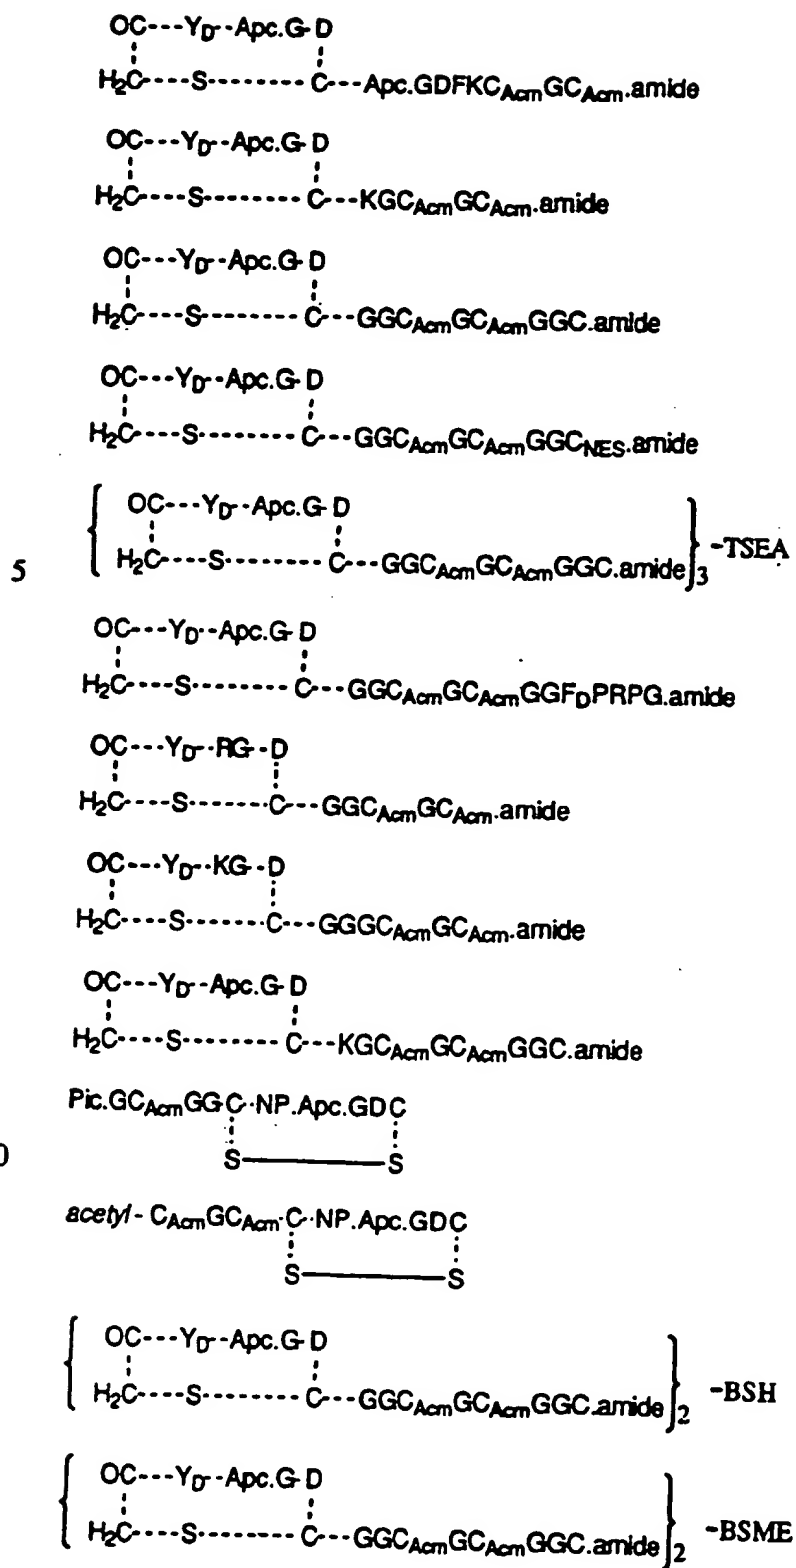 OC---Y_D--Apc.G-D
H₂C----S--------C---Apc.GDFKC_AcmGC_Acm.amide
OC---Y_D--Apc.G-D
H₂C----S--------C---KGC_AcmGC_Acm.amide
OC---Y_D--Apc.G-D
H₂C----S--------C---GGC_AcmGC_AcmGGC.amide
OC---Y_D--Apc.G-D
H₂C----S--------C---GGC_AcmGC_AcmGGC_NES.amide
{ OC---Y_D--Apc.G-D
5 H₂C----S--------C---GGC_AcmGC_AcmGGC.amide}₃-TSEA
OC---Y_D--Apc.G-D
H₂C----S--------C---GGC_AcmGC_AcmGGF_DPRPG.amide
OC---Y_D--RG--D
H₂C----S-------C---GGC_AcmGC_Acm.amide
OC---Y_D--KG--D
H₂C----S-------C---GGGC_AcmGC_Acm.amide
OC---Y_D--Apc.G-D
H₂C----S--------C---KGC_AcmGC_AcmGGC.amide
Pic.GC_AcmGGC-NP.Apc.GDC
0 S———S
acetyl-C_AcmGC_Acm-C-NP.Apc.GDC
S———S
{ OC---Y_D--Apc.G-D
H₂C----S--------C---GGC_AcmGC_AcmGGC.amide}₂ -BSH
{ OC---Y_D--Apc.G-D
H₂C----S--------C---GGC_AcmGC_AcmGGC.amide}₂ -BSME